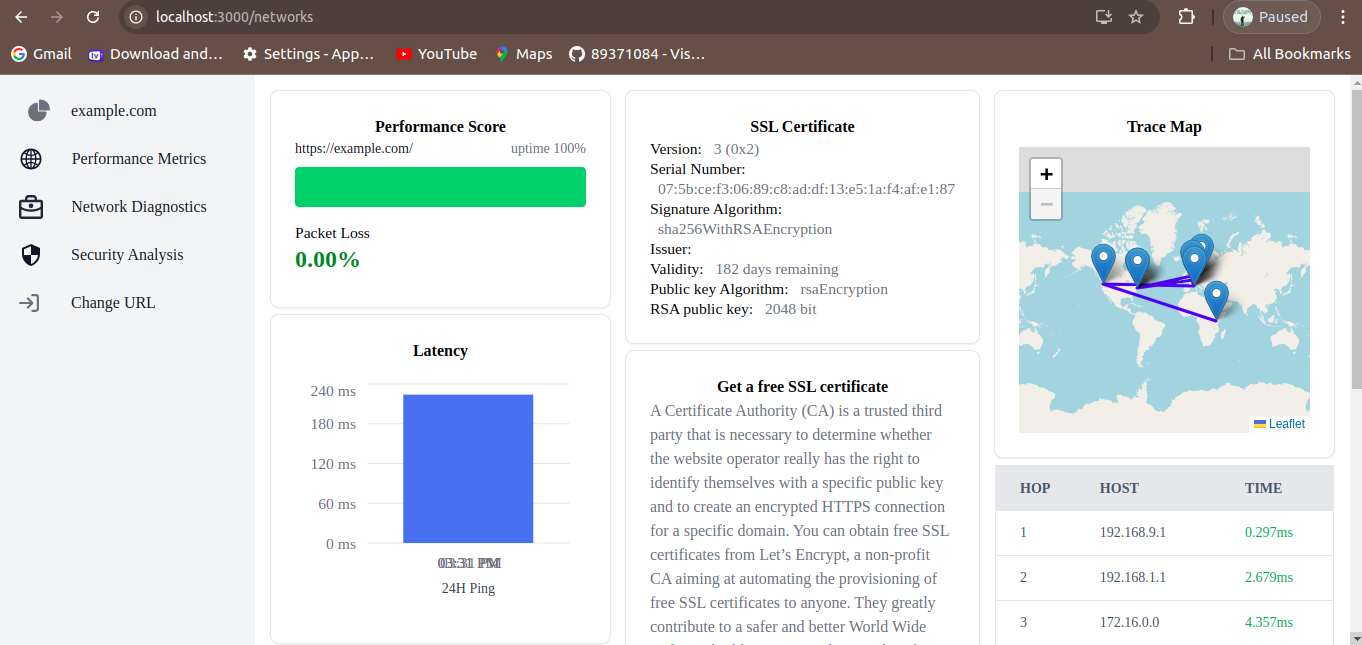 localhost:3000/networks
Paused
Gmail
Download and...
Settings - App...
YouTube
Maps
89371084 - Vis...
All Bookmarks
example.com
Performance Metrics
Network Diagnostics
Security Analysis
Change URL
Performance Score
https://example.com/ uptime 100%
Packet Loss
0.00%
Latency
240 ms
180 ms
120 ms
60 ms
0 ms
24H Ping
SSL Certificate
Version: 3 (0x2)
Serial Number:
07:5b:ce:f3:06:89:c8:ad:df:13:e5:1a:f4:af:e1:87
Signature Algorithm:
sha256WithRSAEncryption
Issuer:
Validity: 182 days remaining
Public key Algorithm: rsaEncryption
RSA public key: 2048 bit
Get a free SSL certificate
A Certificate Authority (CA) is a trusted third
party that is necessary to determine whether
the website operator really has the right to
identify themselves with a specific public key
and to create an encrypted HTTPS connection
for a specific domain. You can obtain free SSL
certificates from Let’s Encrypt, a non-profit
CA aiming at automating the provisioning of
free SSL certificates to anyone. They greatly
contribute to a safer and better World Wide
Trace Map
+
−
Leaflet
HOP HOST TIME
1 192.168.9.1 0.297ms
2 192.168.1.1 2.679ms
3 172.16.0.0 4.357ms